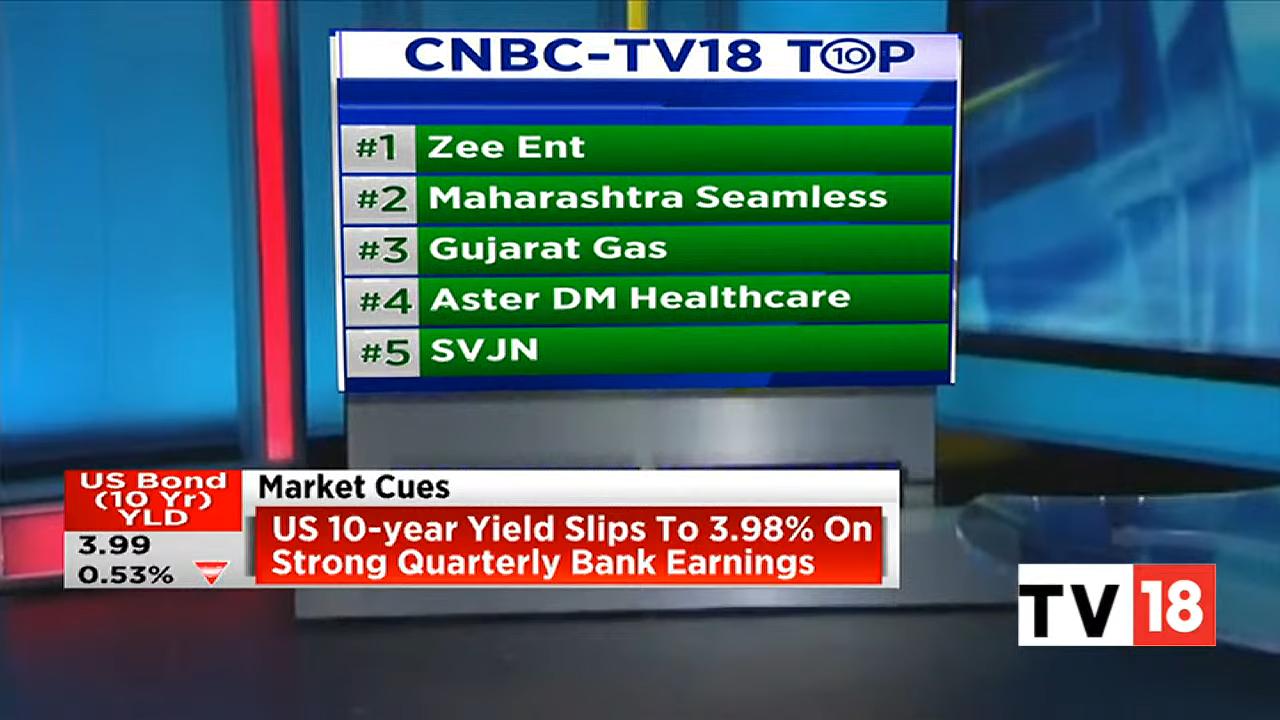 CNBC-TV18 TOP
10
#1 Zee Ent
#2 Maharashtra Seamless
#3 Gujarat Gas
#4 Aster DM Healthcare
#5 SVJN
US Bond
(10 Yr)
YLD
3.99
0.53%
Market Cues
US 10-year Yield Slips To 3.98% On
Strong Quarterly Bank Earnings
TV18